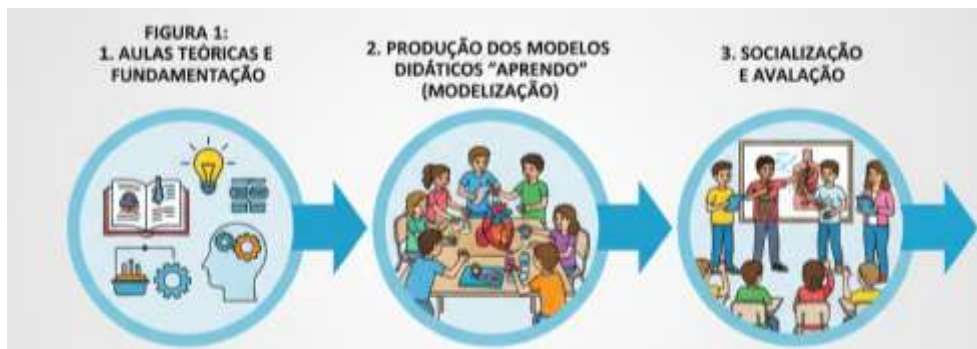 FIGURA 1:
1. AULAS TEÓRICAS E
FUNDAMENTAÇÃO
2. PRODUÇÃO DOS MODELOS
DIDÁTICOS “APRENDO”
(MODELIZAÇÃO)
3. SOCIALIZAÇÃO
E AVALAÇÃO